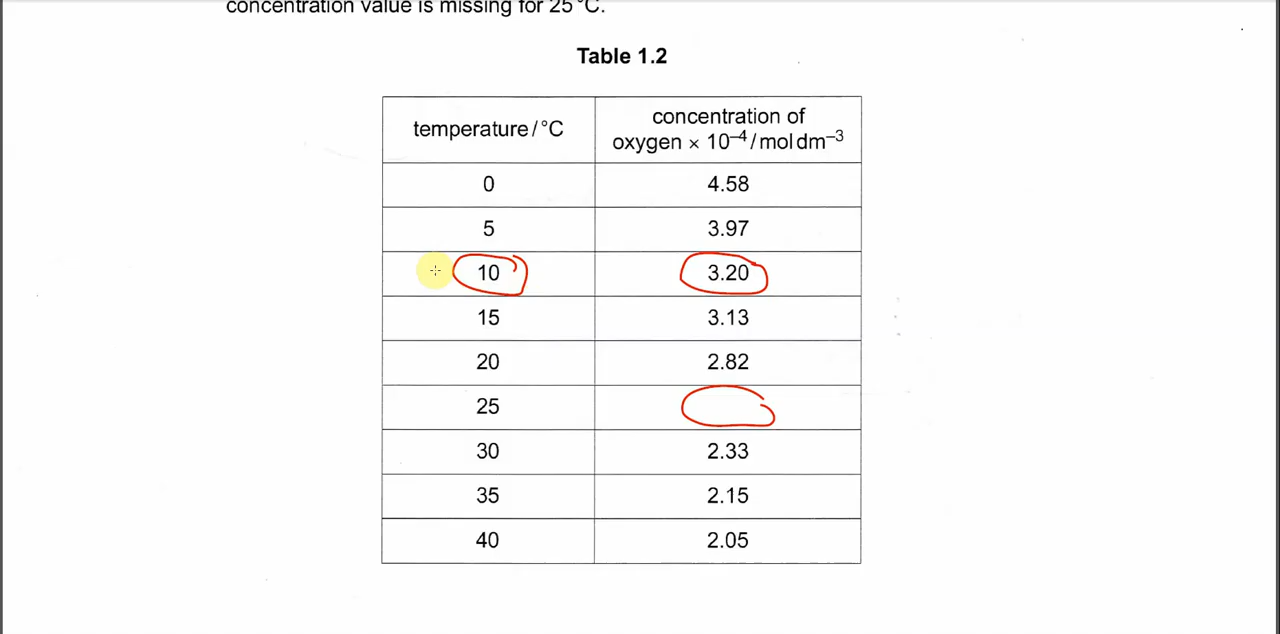 concentration value is missing for 25 °C.
Table 1.2
temperature / °C
concentration of
oxygen × 10⁻⁴ / mol dm⁻³
0 4.58
5 3.97
10 3.20
15 3.13
20 2.82
25
30 2.33
35 2.15
40 2.05